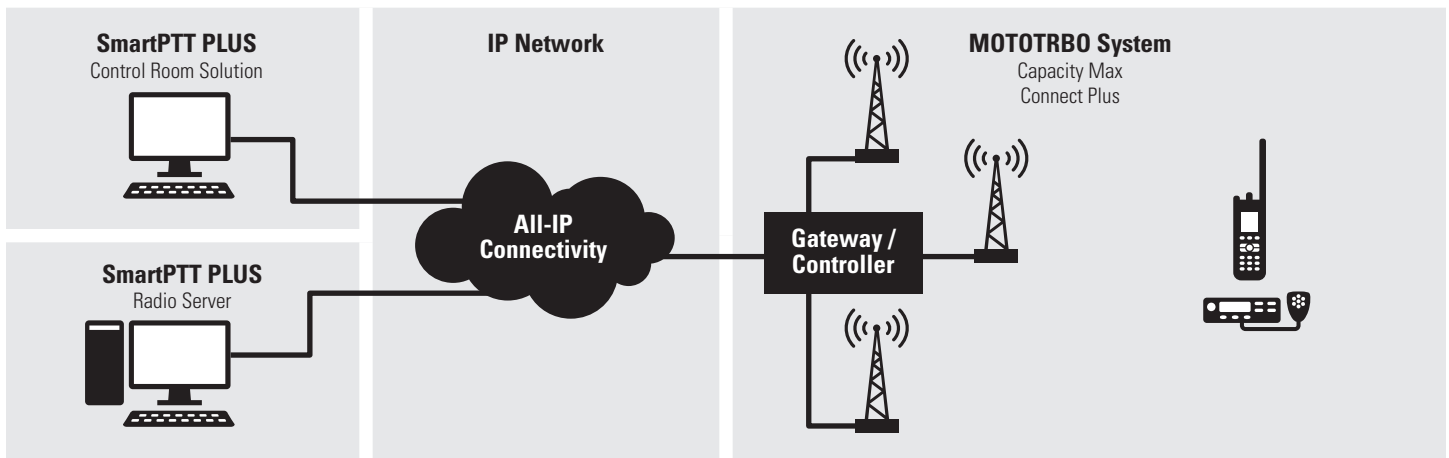 SmartPTT PLUS
Control Room Solution
SmartPTT PLUS
Radio Server
IP Network
All-IP
Connectivity
MOTOTRBO System
Capacity Max
Connect Plus
Gateway /
Controller